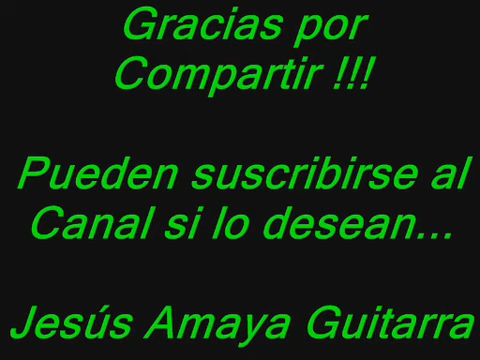 Gracias por
Compartir !!!
Pueden suscribirse al
Canal si lo desean...
Jesús Amaya Guitarra